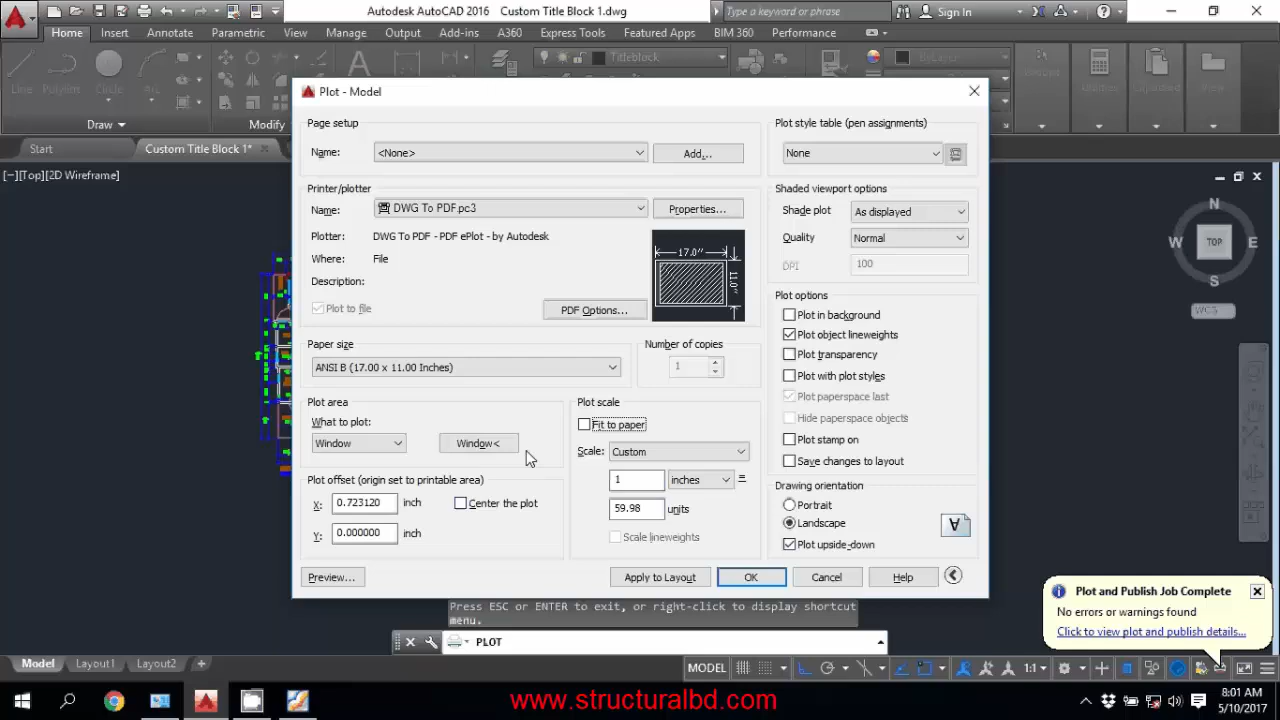 Autodesk AutoCAD 2016 Custom Title Block 1.dwg
Type a keyword or phrase
Sign In
Home Insert Annotate Parametric View Manage Output Add-ins A360 Express Tools Featured Apps BIM 360 Performance
Line Polyline Circle Arc
Titleblock
ByLayer
Draw Modify
Utilities Clipboard View
Start Custom Title Block 1*
[−][Top][2D Wireframe]
Plot - Model
Page setup
Name: <None> Add...
Plot style table (pen assignments)
None
Printer/plotter
Name: DWG To PDF.pc3 Properties...
Plotter: DWG To PDF - PDF ePlot - by Autodesk
Where: File
Description:
Plot to file
PDF Options...
17.0''
11.0''
Shaded viewport options
Shade plot As displayed
Quality Normal
DPI 100
Paper size
ANSI B (17.00 x 11.00 Inches)
Number of copies
1
Plot options
Plot in background
Plot object lineweights
Plot transparency
Plot with plot styles
Plot paperspace last
Hide paperspace objects
Plot stamp on
Save changes to layout
Plot area
What to plot:
Window Window<
Plot scale
Fit to paper
Scale: Custom
1 inches =
59.98 units
Scale lineweights
Plot offset (origin set to printable area)
X: 0.723120 inch Center the plot
Y: 0.000000 inch
Drawing orientation
Portrait
Landscape
Plot upside-down
A
Preview... Apply to Layout OK Cancel Help
N
W TOP E
S
WCS
Press ESC or ENTER to exit, or right-click to display shortcut
menu.
PLOT
Plot and Publish Job Complete
No errors or warnings found
Click to view plot and publish details...
Model Layout1 Layout2 +
MODEL 1:1
www.structuralbd.com
8:01 AM
5/10/2017